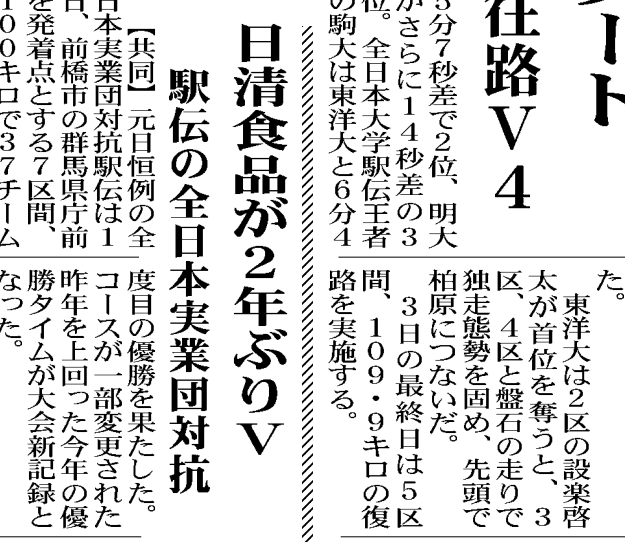 ート
往路V4
5分7秒差で2位、明大
がさらに14秒差の3
位。全日本大学駅伝王者
の駒大は東洋大と6分4
た。
東洋大は2区の設楽啓
太が首位を奪うと、3
区、4区と盤石の走りで
独走態勢を固め、先頭で
柏原につないだ。
3日の最終日は5区
間、109・9キロの復
路を実施する。
日清食品が2年ぶりV
駅伝の全日本実業団対抗
【共同】元日恒例の全
日本実業団対抗駅伝は1
日、前橋市の群馬県庁前
を発着点とする7区間、
100キロで37チーム
度目の優勝を果たした。
コースが一部変更された
昨年を上回った今年の優
勝タイムが大会新記録と
なった。